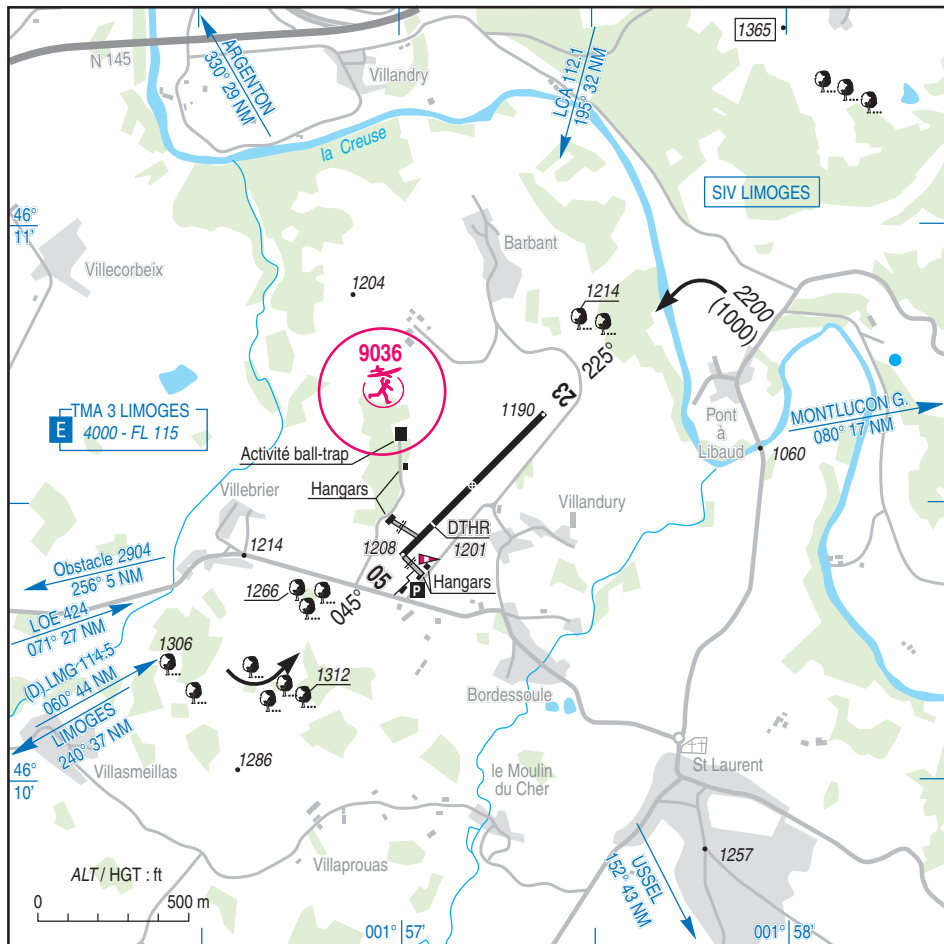 1365
N 145
ARGENTON
330° 29 NM
Villandry
LCA 112.1
195° 32 NM
la Creuse
SIV LIMOGES
46°
11'
Villecorbeix
Barbant
1204
1214
2200
(1000)
9036
225°
23
1190
TMA 3 LIMOGES
E
4000 - FL 115
Pont
à
Libaud
MONTLUCON G.
080° 17 NM
1060
Activité ball-trap
Hangars
Villebrier
Villandury
DTHR
1208
1201
1214
Obstacle 2904
256° 5 NM
Hangars
P
05
045°
1266
LOE 424
071° 27 NM
1306
(D) LMG 114.5
060° 44 NM
LIMOGES
240° 37 NM
1312
Bordessoule
Villasmeillas
1286
46°
10'
St Laurent
le Moulin
du Cher
Villaprouas
1257
USSEL
152° 43 NM
ALT / HGT : ft
0
500 m
001° 57'
001° 58'